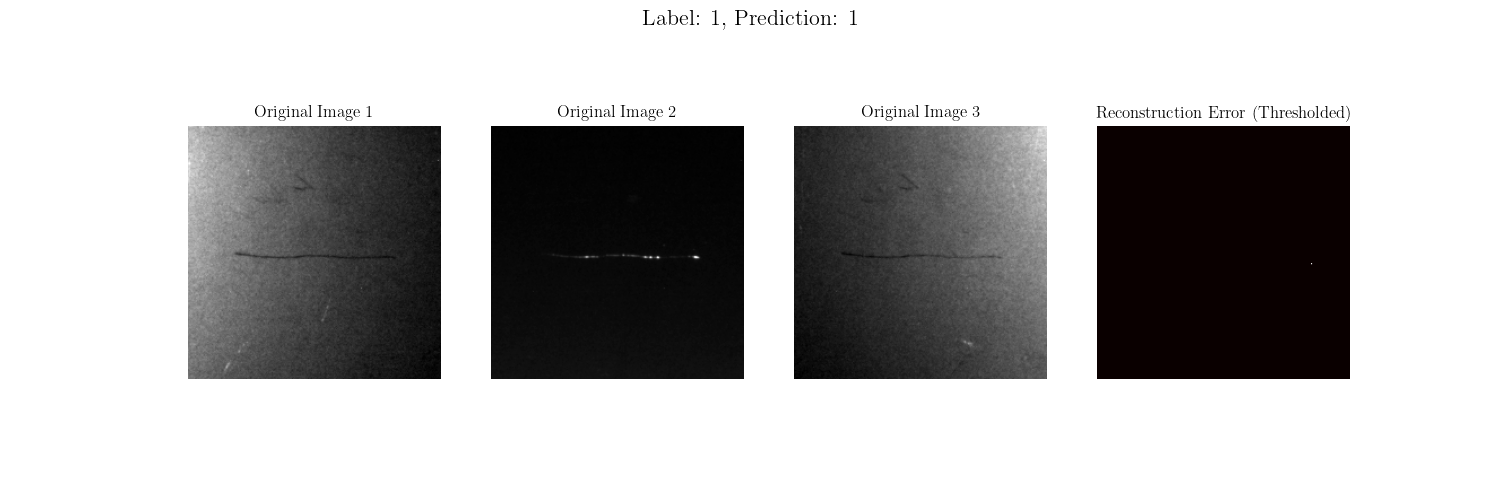 Label: 1, Prediction: 1
Original Image 1
Original Image 2
Original Image 3
Reconstruction Error (Thresholded)